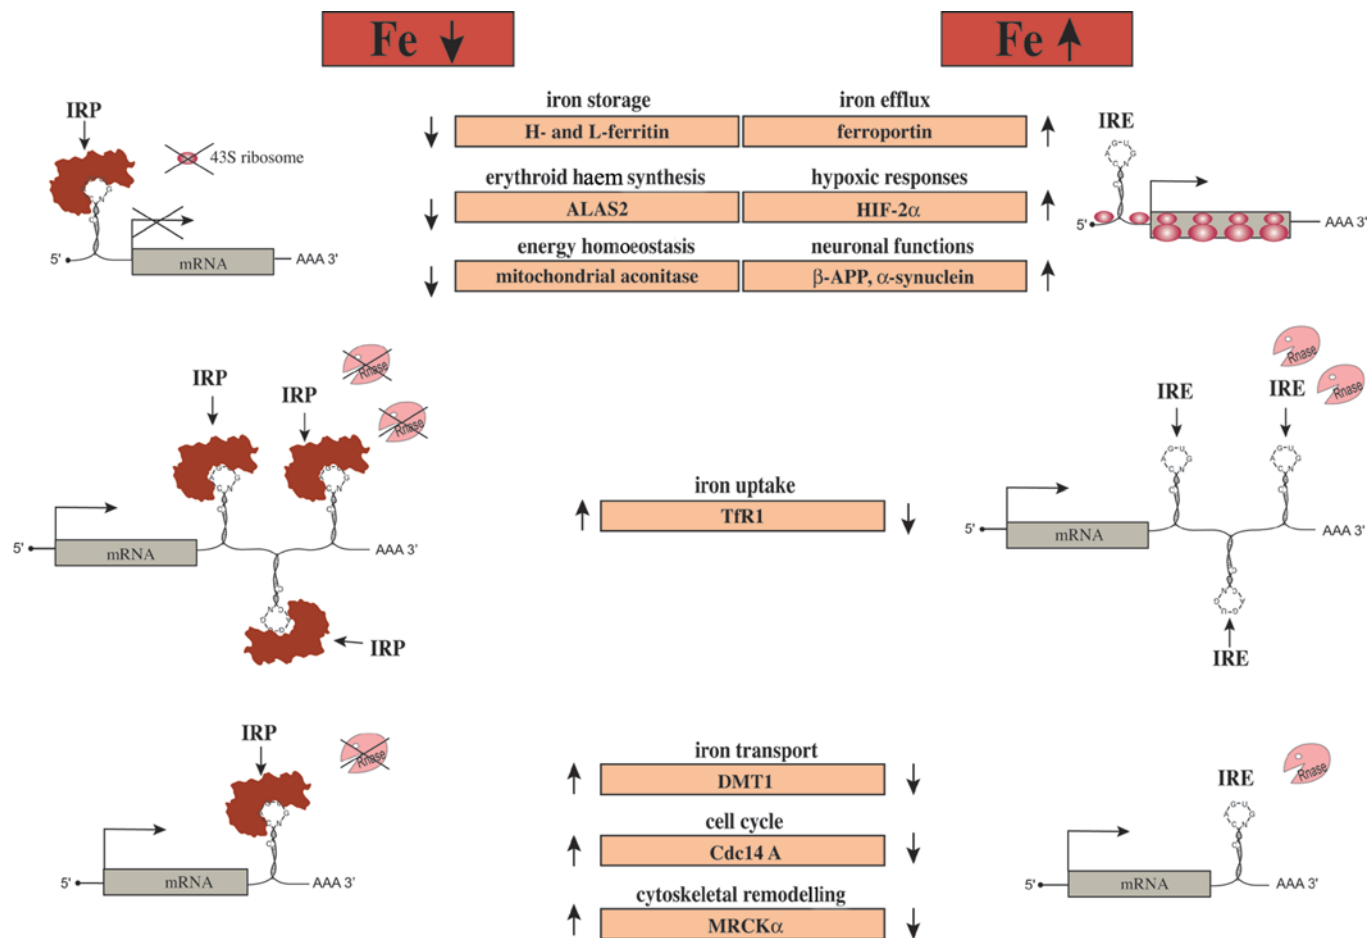 Fe
Fe
IRP
43S ribosome
5'
mRNA
AAA 3'
iron storage
iron efflux
H- and L-ferritin
ferroportin
erythroid haem synthesis
hypoxic responses
ALAS2
HIF-2α
energy homoeostasis
neuronal functions
mitochondrial aconitase
β-APP, α-synuclein
IRE
AAA 3'
5'
IRP
IRP
Rnase
Rnase
5'
mRNA
AAA 3'
IRP
iron uptake
TfR1
IRE
IRE
Rnase
Rnase
5'
mRNA
AAA 3'
IRE
IRP
Rnase
5'
mRNA
AAA 3'
iron transport
DMT1
cell cycle
Cdc14 A
cytoskeletal remodelling
MRCKα
IRE
Rnase
5'
mRNA
AAA 3'